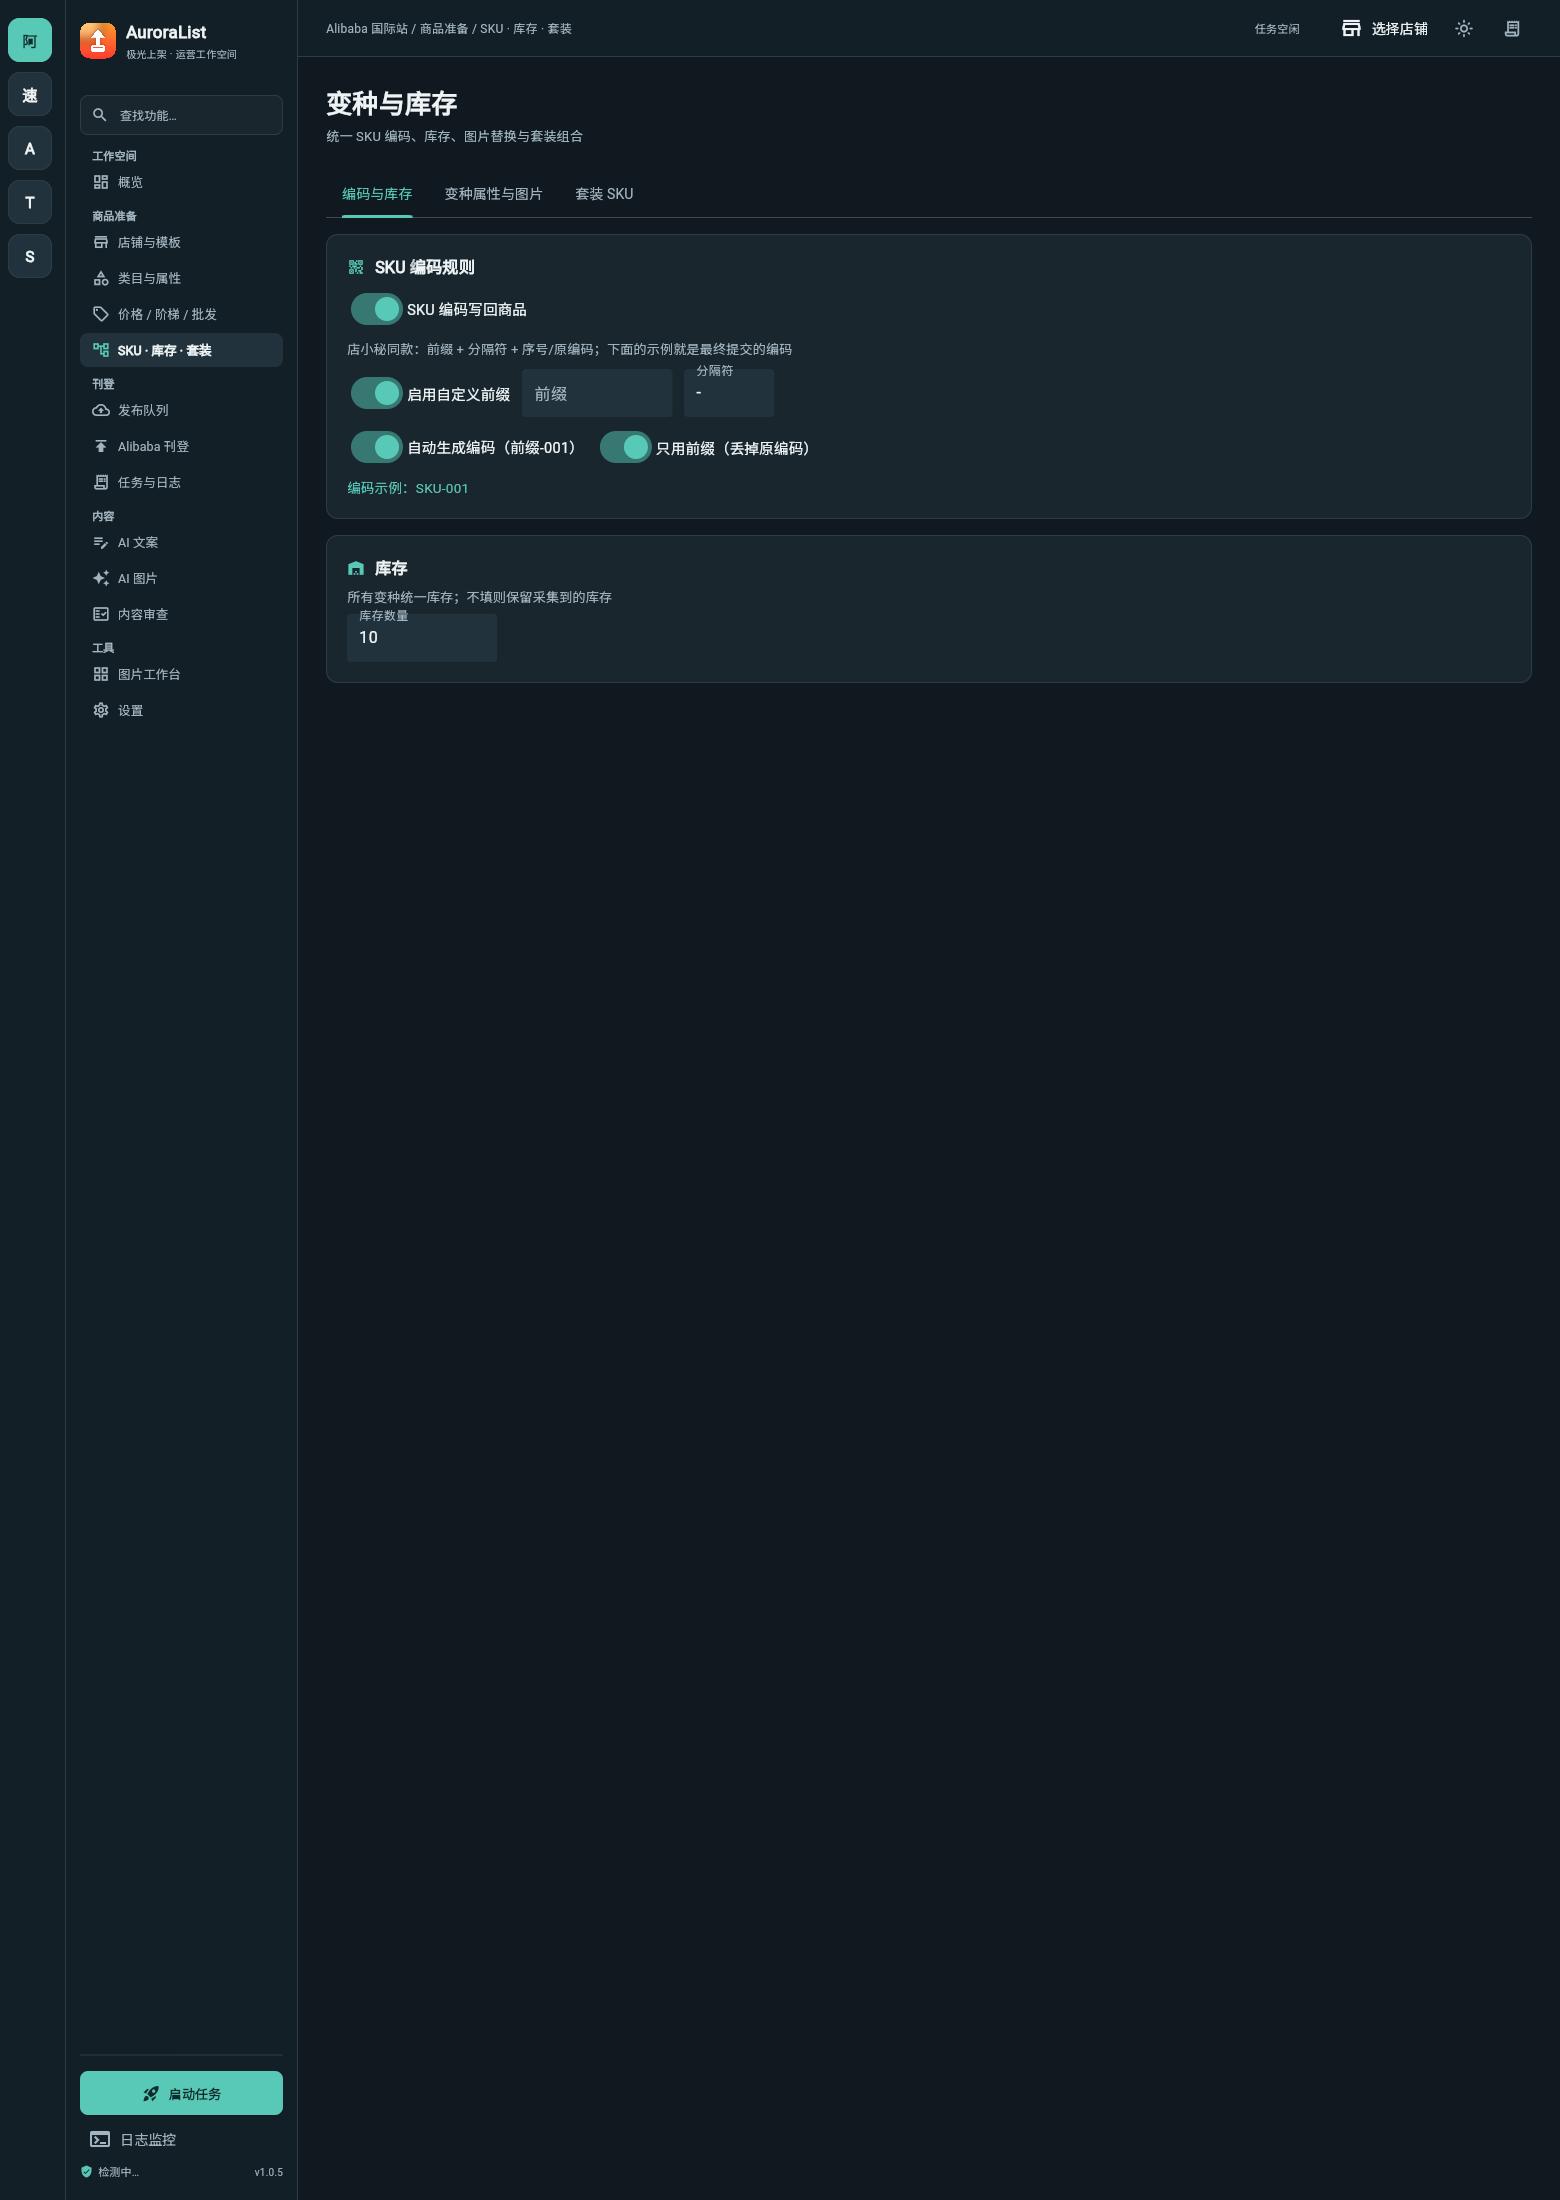 阿
速
A
T
S
AuroraList
极光上架 · 运营工作空间
查找功能...
工作空间
概览
商品准备
店铺与模板
类目与属性
价格 / 阶梯 / 批发
SKU · 库存 · 套装
刊登
发布队列
Alibaba 刊登
任务与日志
内容
AI 文案
AI 图片
内容审查
工具
图片工作台
设置
启动任务
日志监控
检测中...
v1.0.5
Alibaba 国际站 / 商品准备 / SKU · 库存 · 套装
任务空闲
选择店铺
变种与库存
统一 SKU 编码、库存、图片替换与套装组合
编码与库存
变种属性与图片
套装 SKU
SKU 编码规则
SKU 编码写回商品
店小秘同款：前缀 + 分隔符 + 序号/原编码；下面的示例就是最终提交的编码
启用自定义前缀
前缀
分隔符
-
自动生成编码（前缀-001）
只用前缀（丢掉原编码）
编码示例：SKU-001
库存
所有变种统一库存；不填则保留采集到的库存
库存数量
10